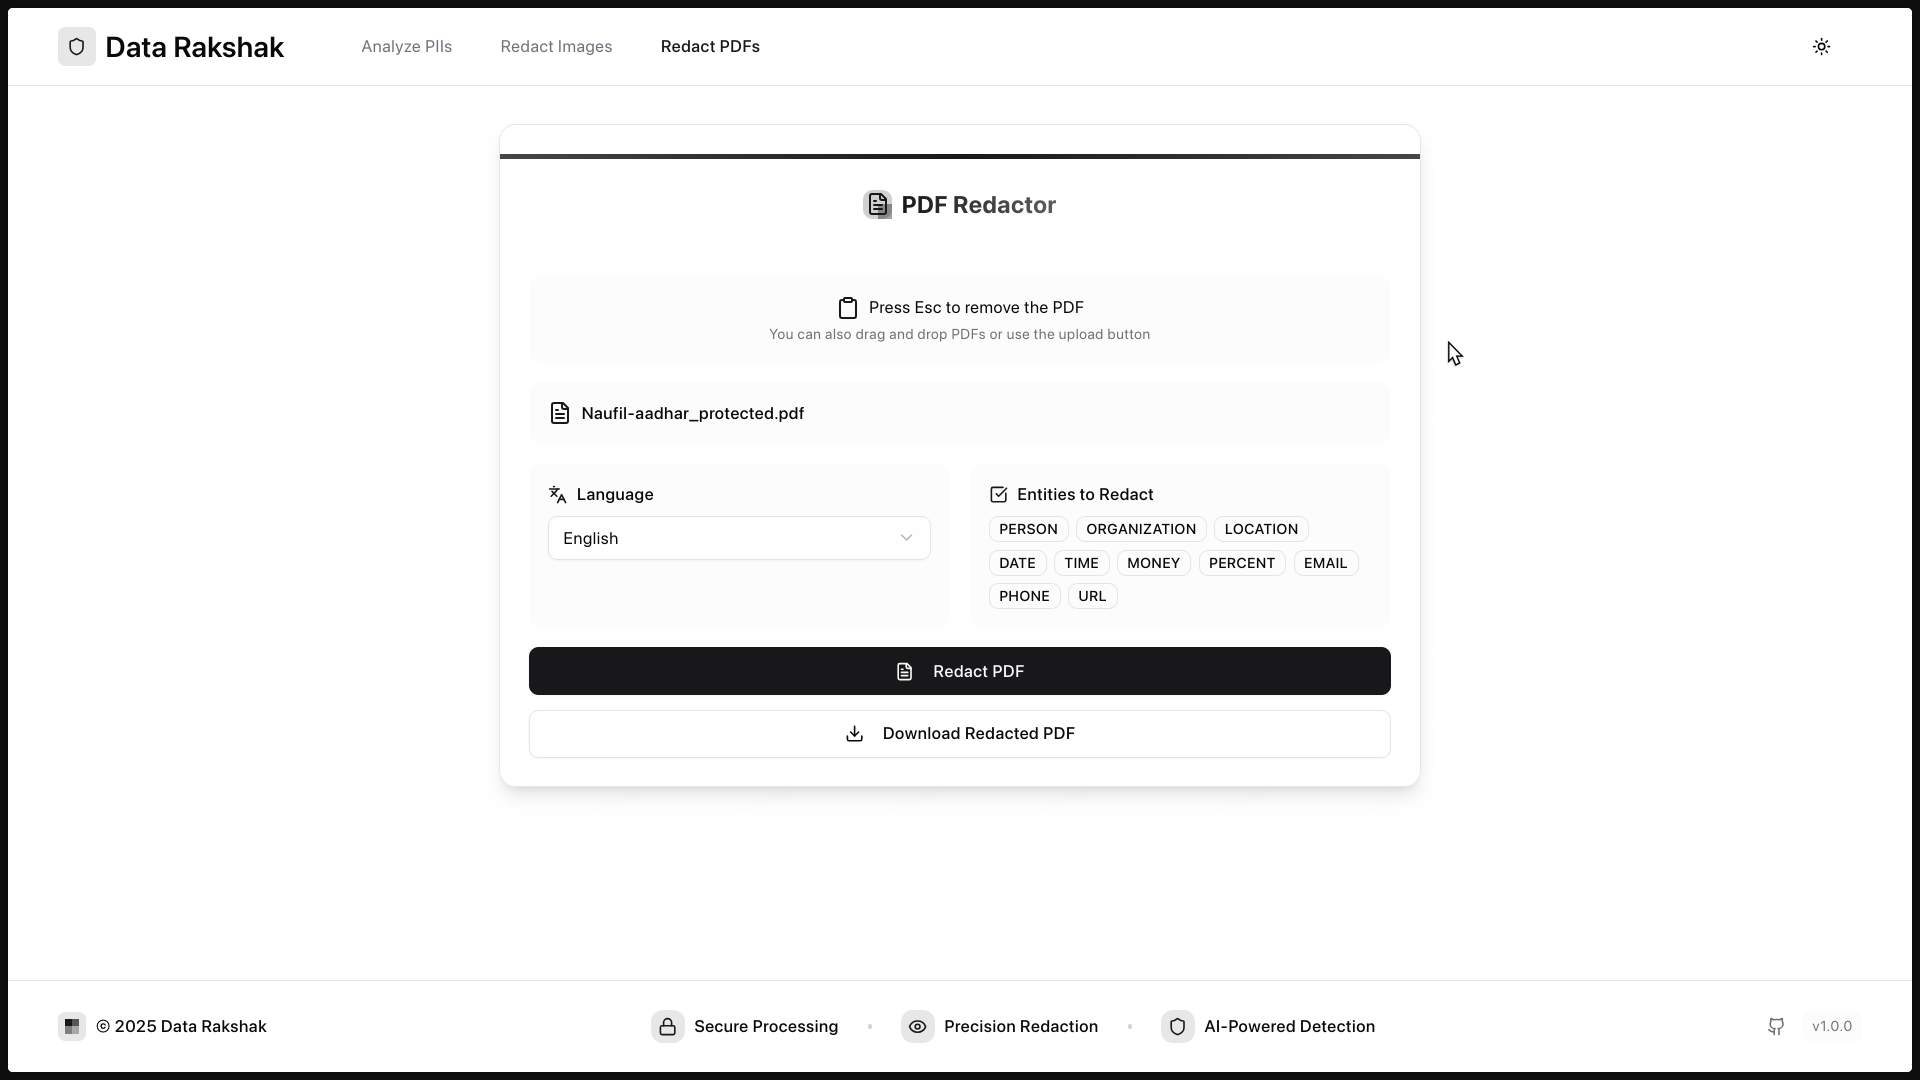 Data Rakshak
Analyze PIIs
Redact Images
Redact PDFs
PDF Redactor
Press Esc to remove the PDF
You can also drag and drop PDFs or use the upload button
Naufil-aadhar_protected.pdf
Language
English
Entities to Redact
PERSON ORGANIZATION LOCATION
DATE TIME MONEY PERCENT EMAIL
PHONE URL
Redact PDF
Download Redacted PDF
© 2025 Data Rakshak
Secure Processing
Precision Redaction
AI-Powered Detection
v1.0.0